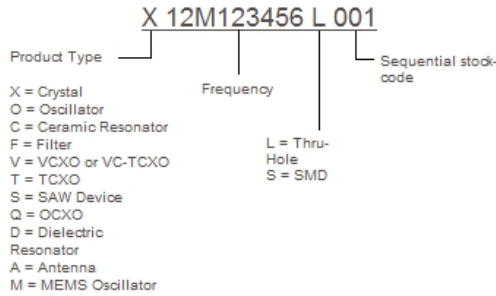 X 12M123456 L 001
Product Type
X = Crystal
O = Oscillator
C = Ceramic Resonator
F = Filter
V = VCXO or VC-TCXO
T = TCXO
S = SAW Device
Q = OCXO
D = Dielectric
Resonator
A = Antenna
M = MEMS Oscillator
Frequency
L = Thru-
Hole
S = SMD
Sequential stock-
code